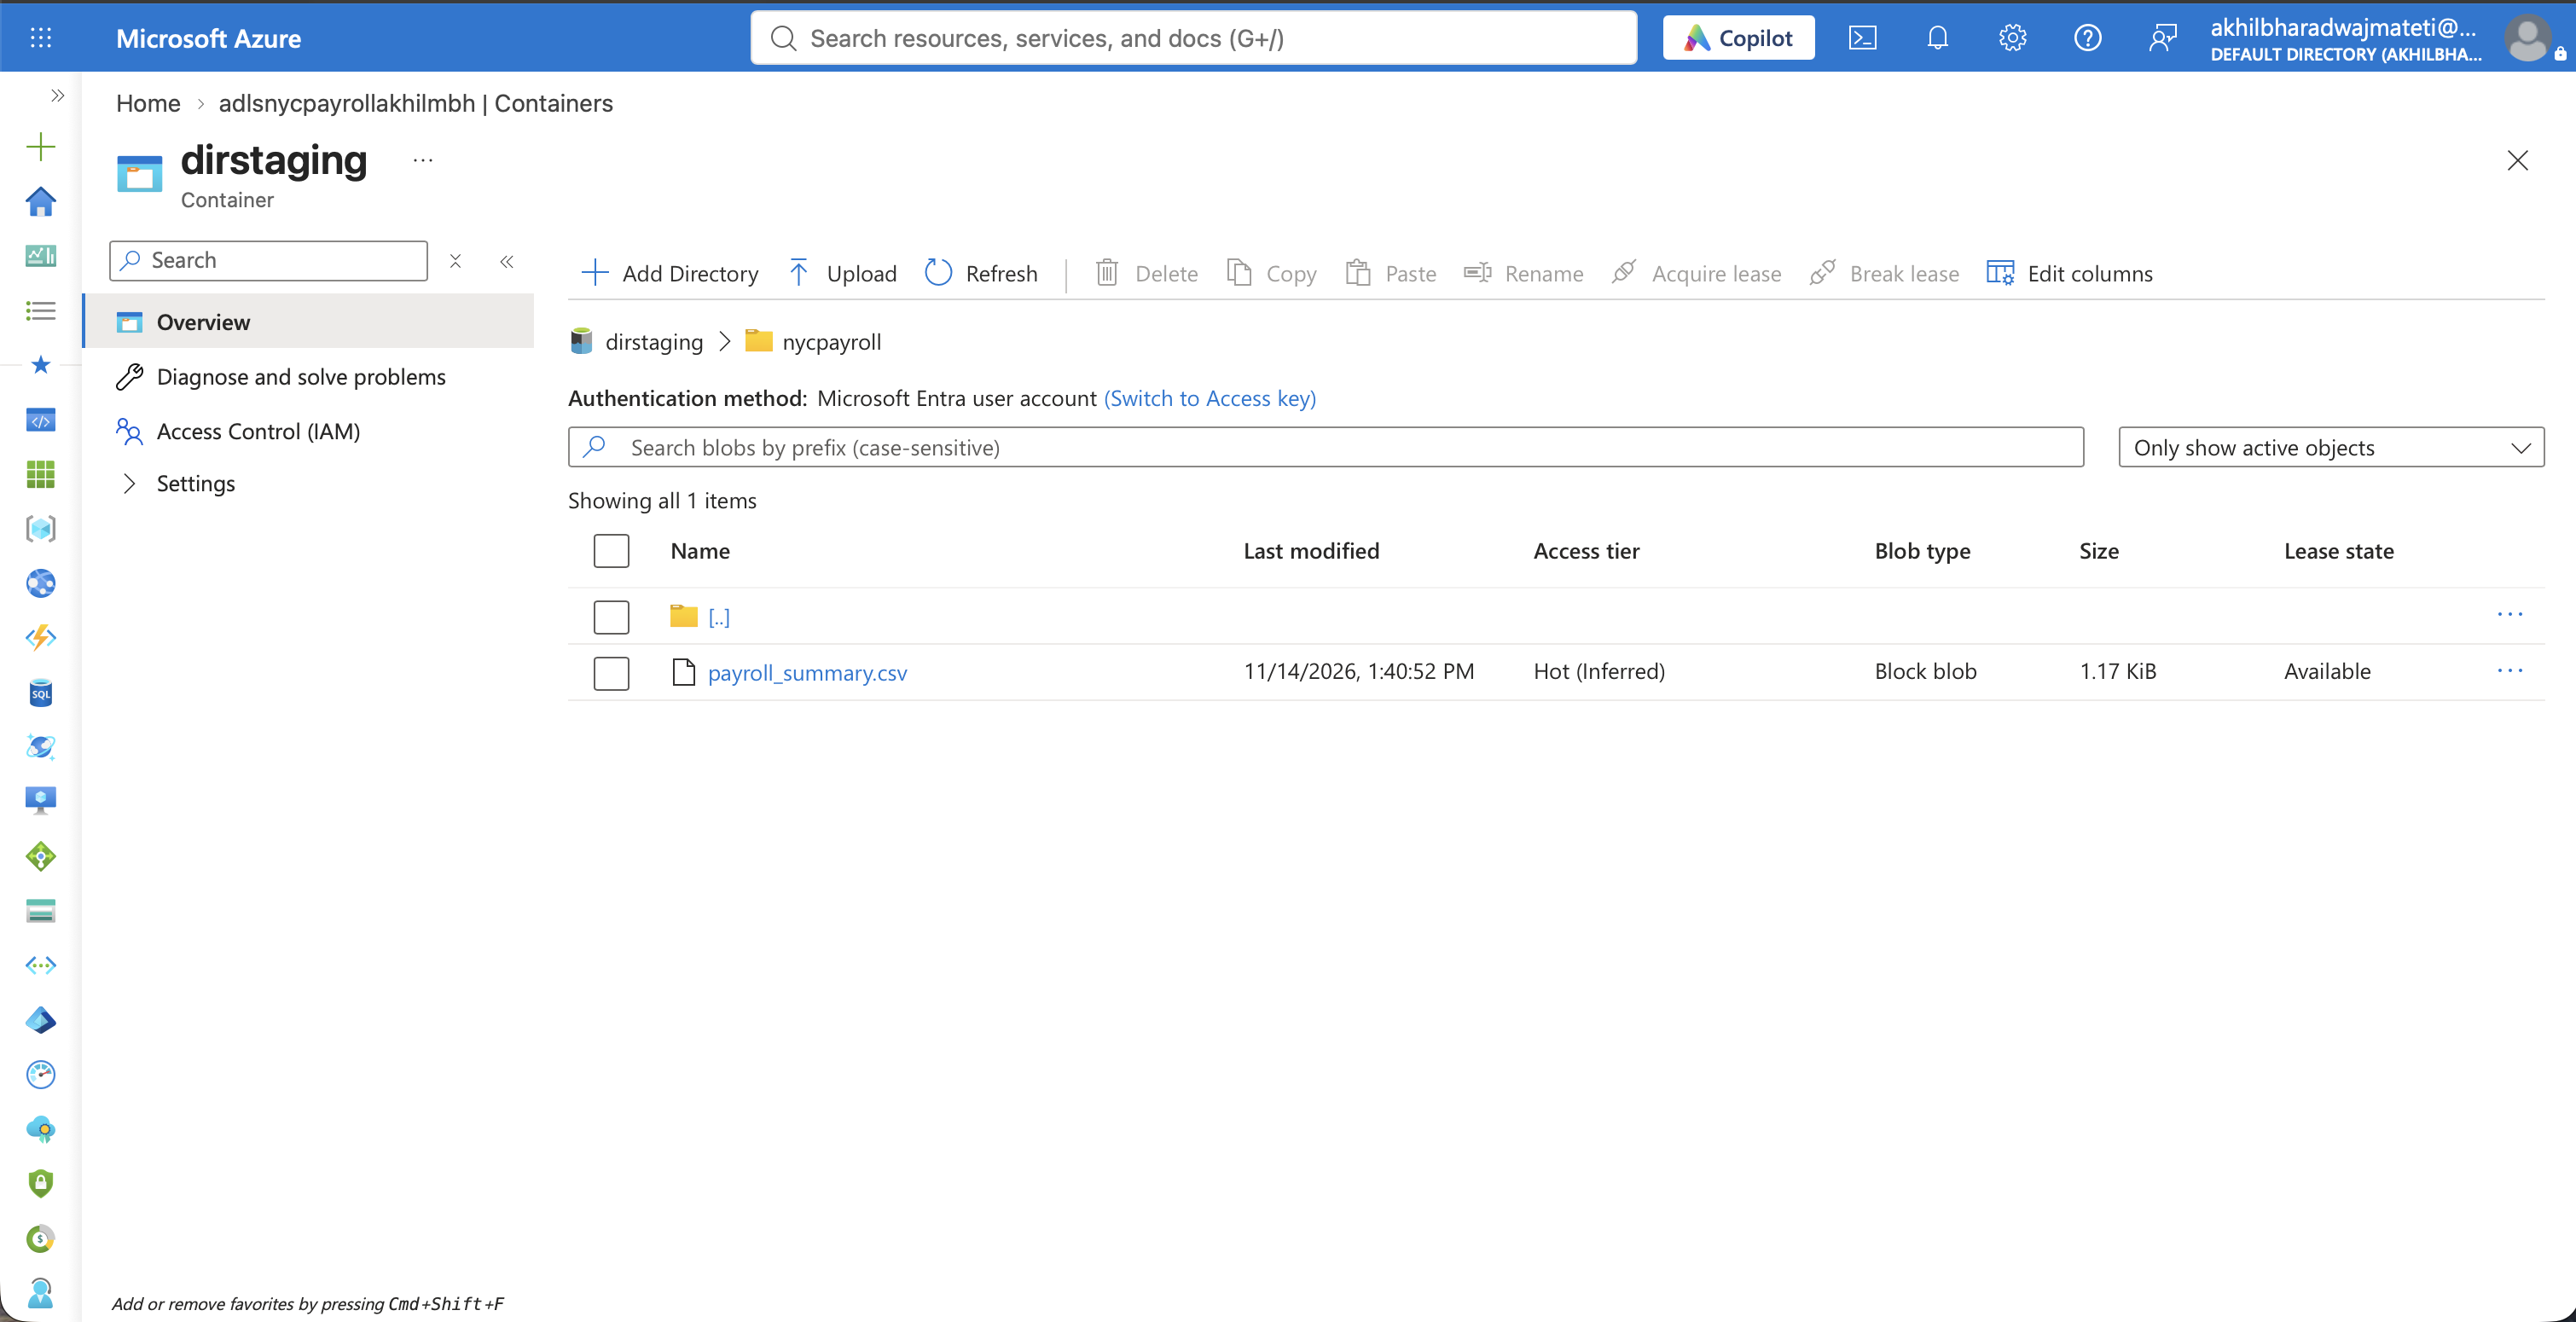 Microsoft Azure
Search resources, services, and docs (G+/)
Copilot
akhilbharadwajmateti@...
DEFAULT DIRECTORY (AKHILBHA...
Home > adlsnycpayrollakhilmbh | Containers
dirstaging ...
Container
Search
Overview
Diagnose and solve problems
Access Control (IAM)
Settings
Add Directory Upload Refresh Delete Copy Paste Rename Acquire lease Break lease Edit columns
dirstaging > nycpayroll
Authentication method: Microsoft Entra user account (Switch to Access key)
Search blobs by prefix (case-sensitive)
Only show active objects
Showing all 1 items
Name Last modified Access tier Blob type Size Lease state
[..]
payroll_summary.csv 11/14/2026, 1:40:52 PM Hot (Inferred) Block blob 1.17 KiB Available
SQL
Add or remove favorites by pressing Cmd+Shift+F